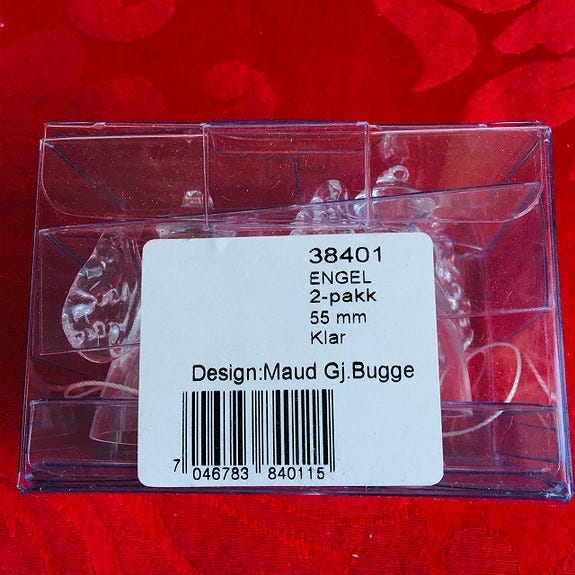 38401
ENGEL
2-pakk
55 mm
Klar
Design:Maud Gj.Bugge
7 046783 840115